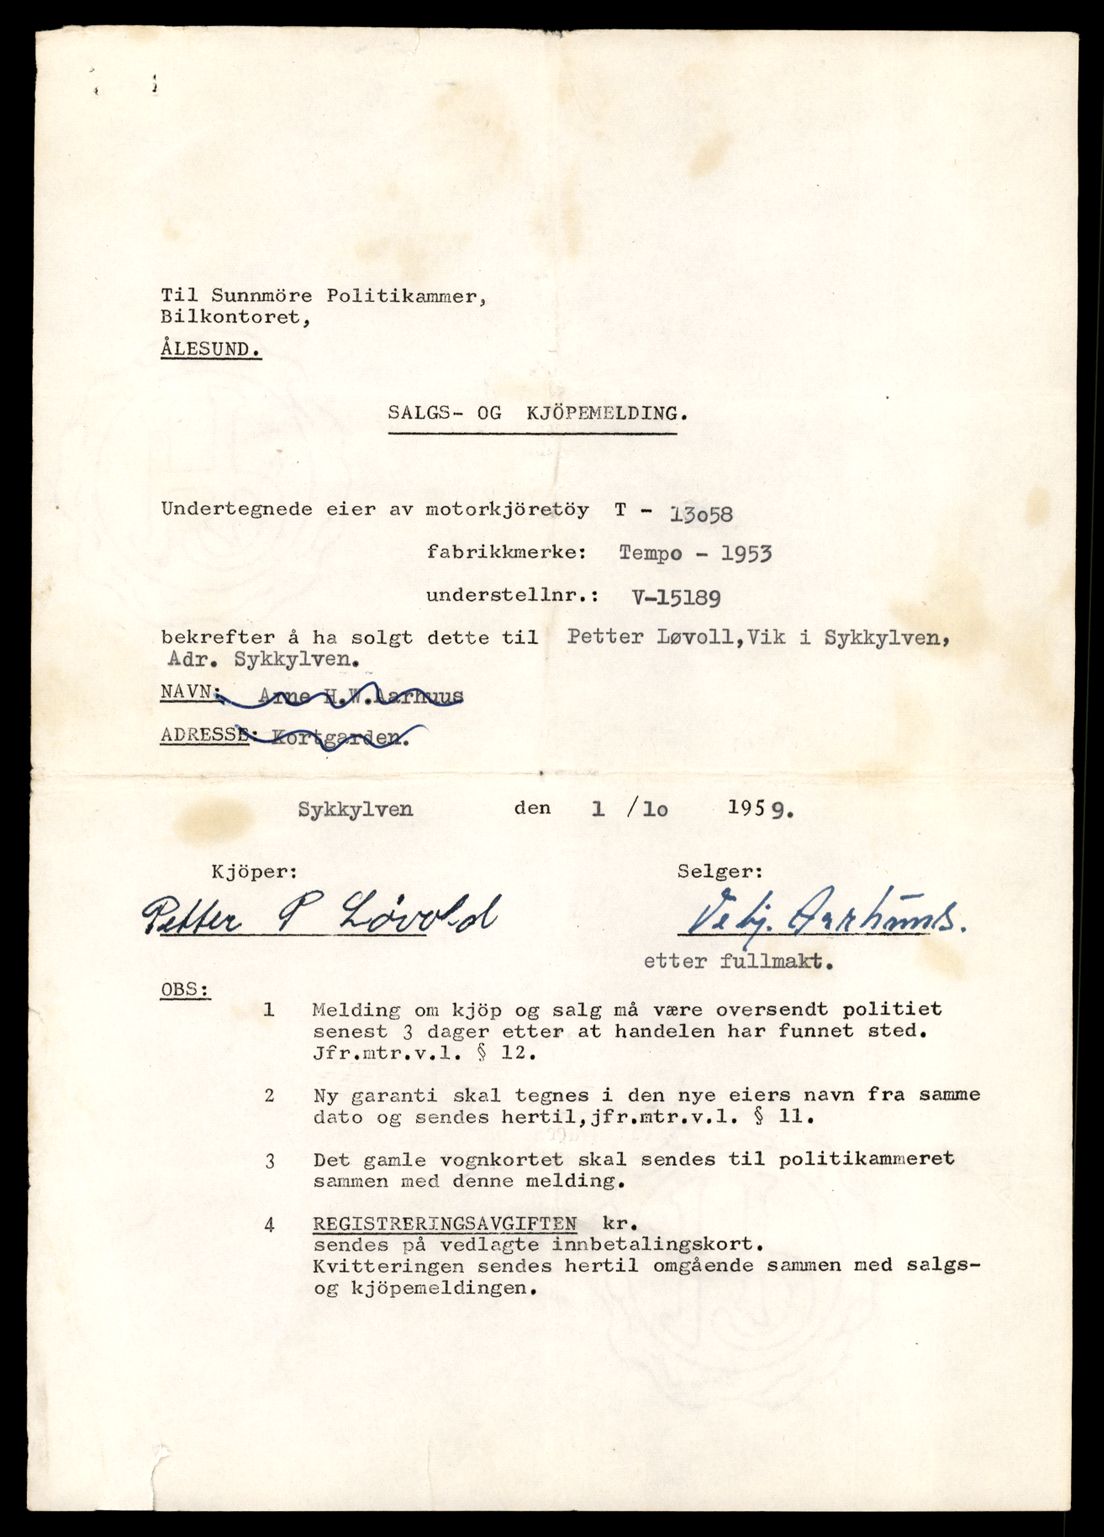 Til Sunnmöre Politikammer,
Bilkontoret,
ÅLESUND.
SALGS- OG KJÖPEMELDING.
Undertegnede eier av motorkjöretöy T - 13o58
fabrikkmerke: Tempo - 1953
understellnr.: V-15189
bekrefter å ha solgt dette til Petter Løvoll,Vik i Sykkylven,
Adr. Sykkylven.
NAVN: Arne H.W.Aarhuus
ADRESSE: Kortgarden.
Sykkylven den 1 /1o 1959.
Kjöper: Selger:
Petter P Løvold Vebj. Aarhuus.
etter fullmakt.
OBS:
1 Melding om kjöp og salg må være oversendt politiet
senest 3 dager etter at handelen har funnet sted.
Jfr.mtr.v.l. § 12.
2 Ny garanti skal tegnes i den nye eiers navn fra samme
dato og sendes hertil,jfr.mtr.v.l. § 11.
3 Det gamle vognkortet skal sendes til politikammeret
sammen med denne melding.
4 REGISTRERINGSAVGIFTEN kr.
sendes på vedlagte innbetalingskort.
Kvitteringen sendes hertil omgående sammen med salgs-
og kjöpemeldingen.